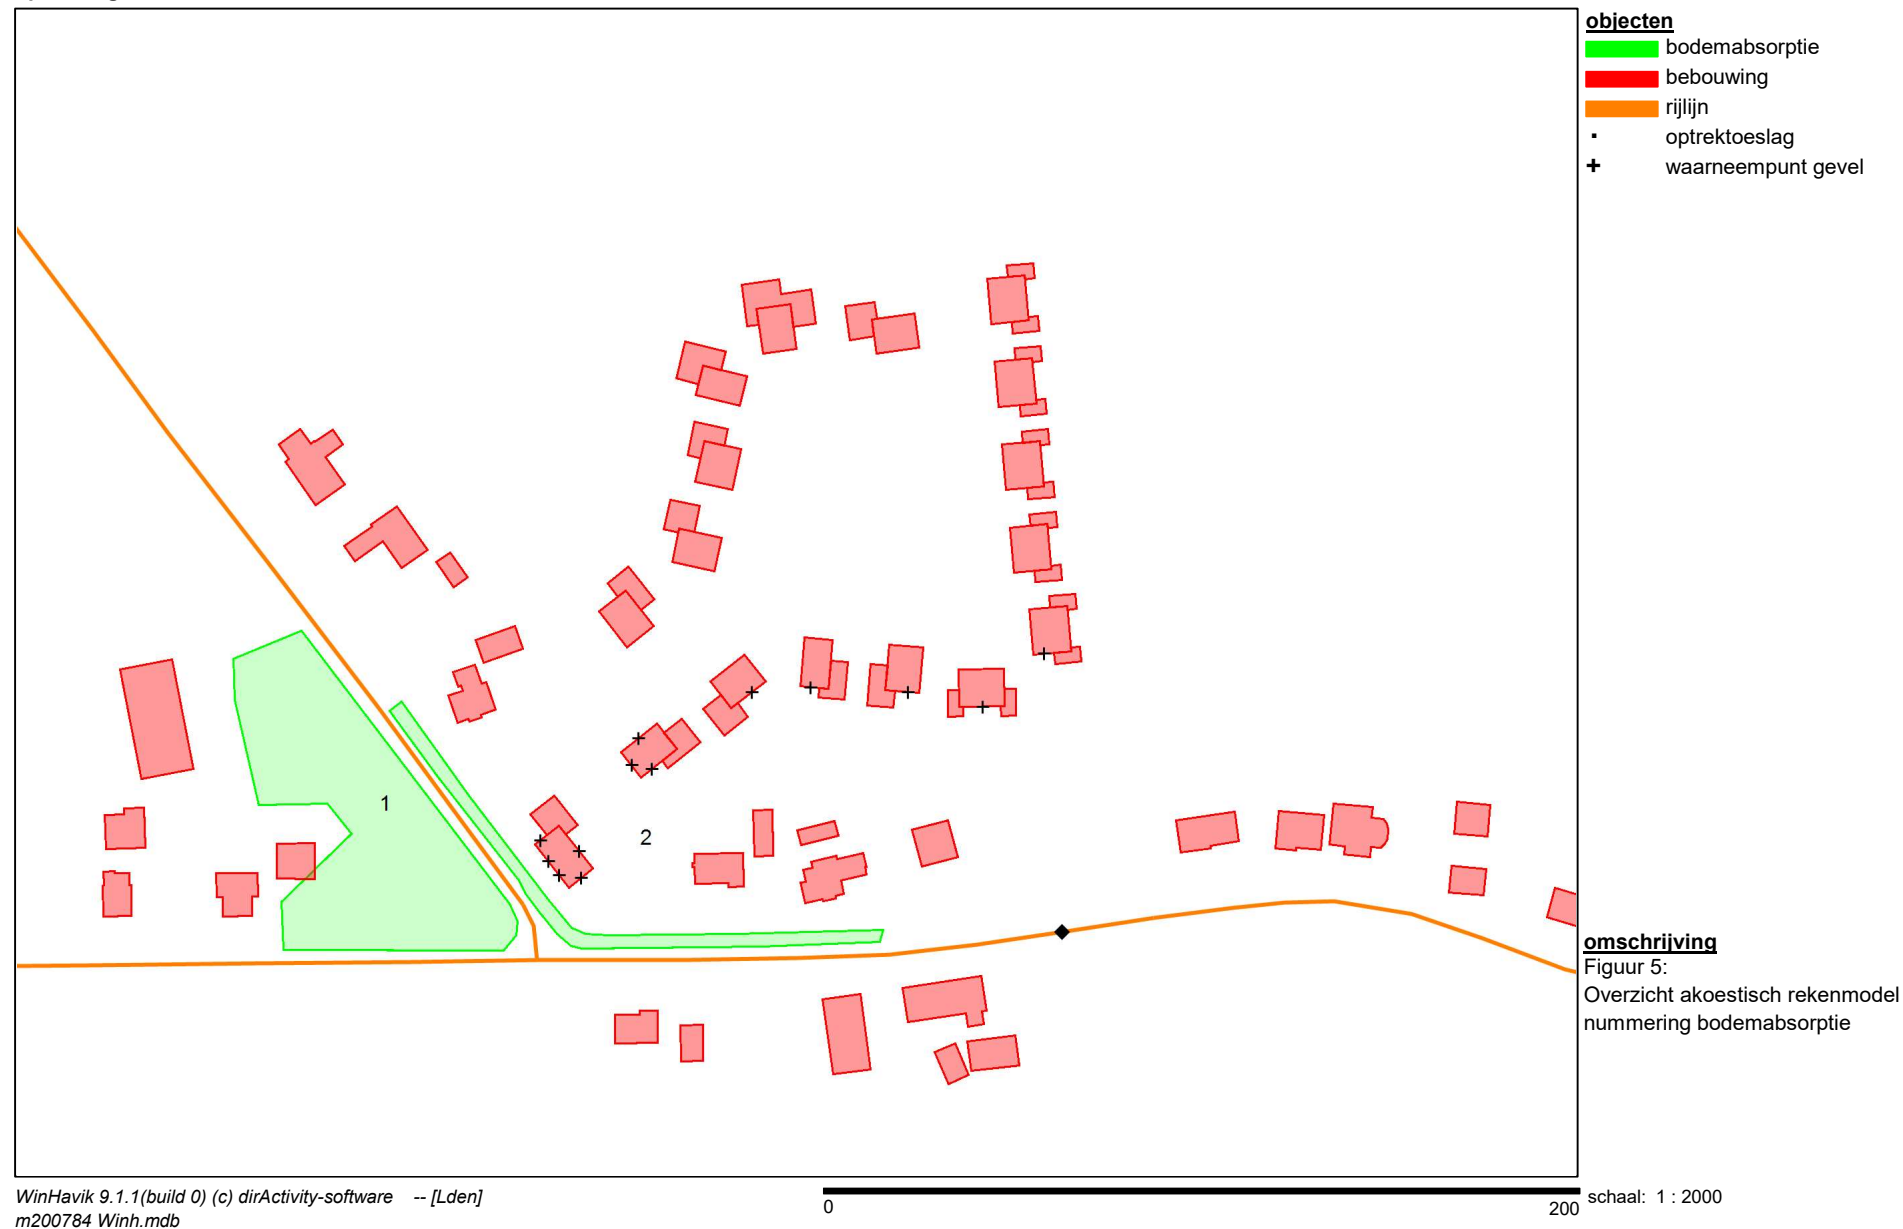 objecten
bodemabsorptie
bebouwing
rijlijn
optrektoeslag
waarneempunt gevel
1
2
omschrijving
Figuur 5:
Overzicht akoestisch rekenmodel
nummering bodemabsorptie
WinHavik 9.1.1(build 0) (c) dirActivity-software -- [Lden]
m200784 Winh.mdb
0
200
schaal: 1 : 2000